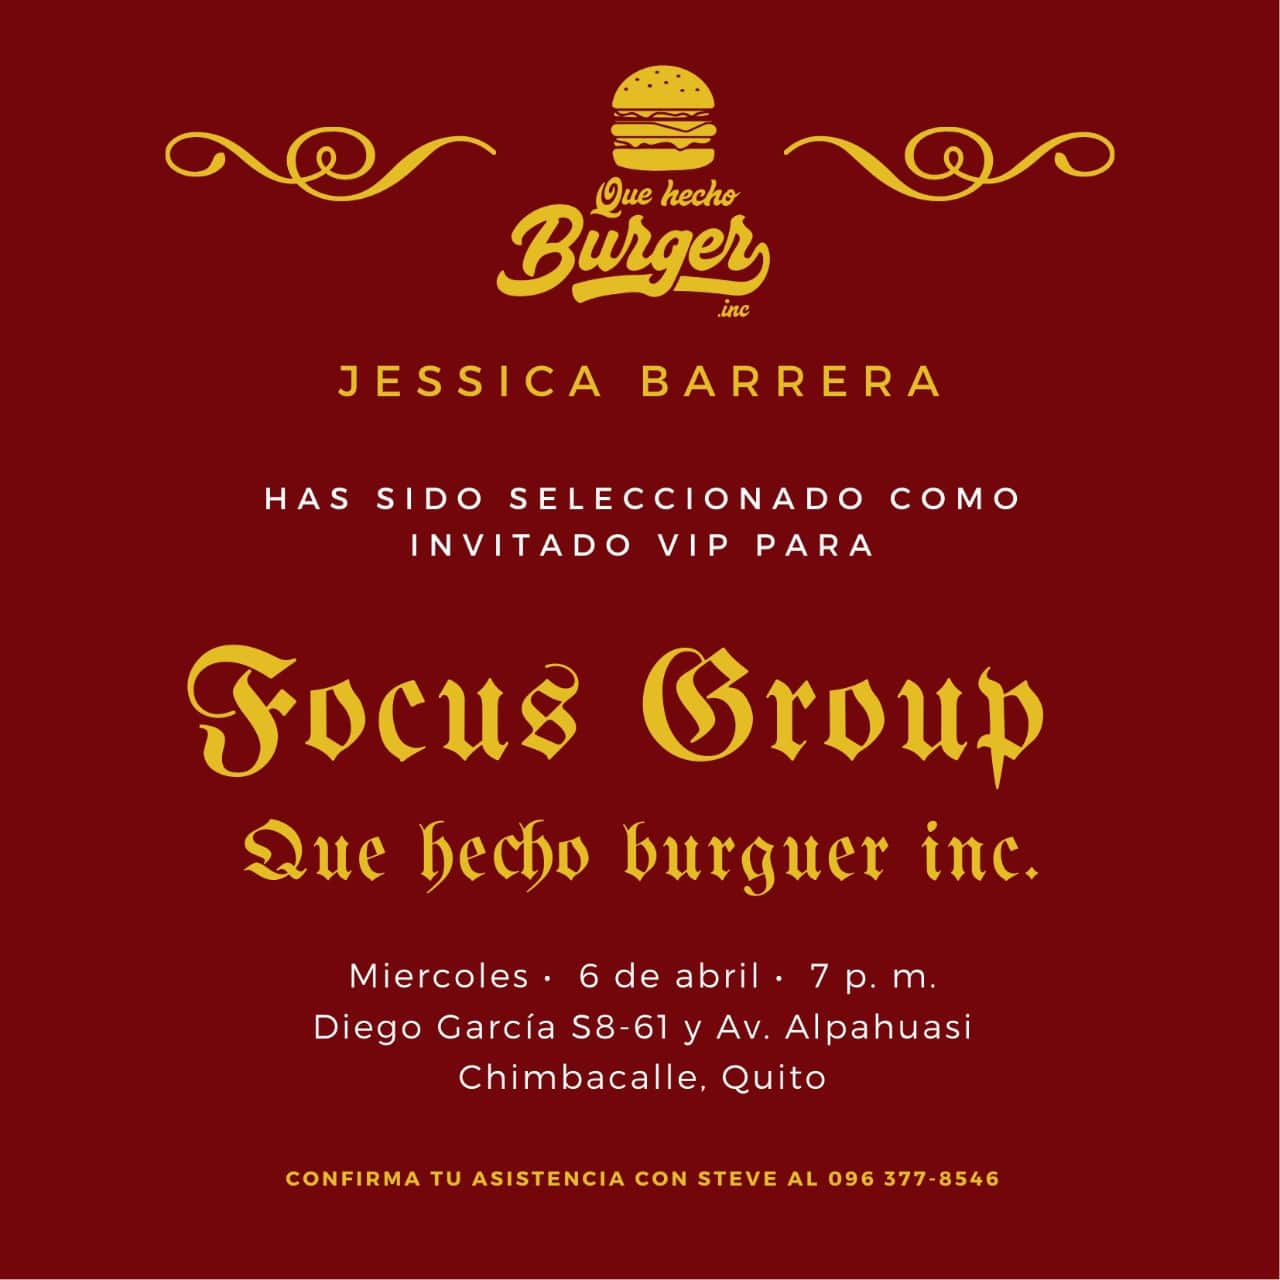 Que hecho
Burger
.inc
JESSICA BARRERA
HAS SIDO SELECCIONADO COMO
INVITADO VIP PARA
Focus Group
Que hecho burguer inc.
Miercoles • 6 de abril • 7 p. m.
Diego García S8-61 y Av. Alpahuasi
Chimbacalle, Quito
CONFIRMA TU ASISTENCIA CON STEVE AL 096 377-8546